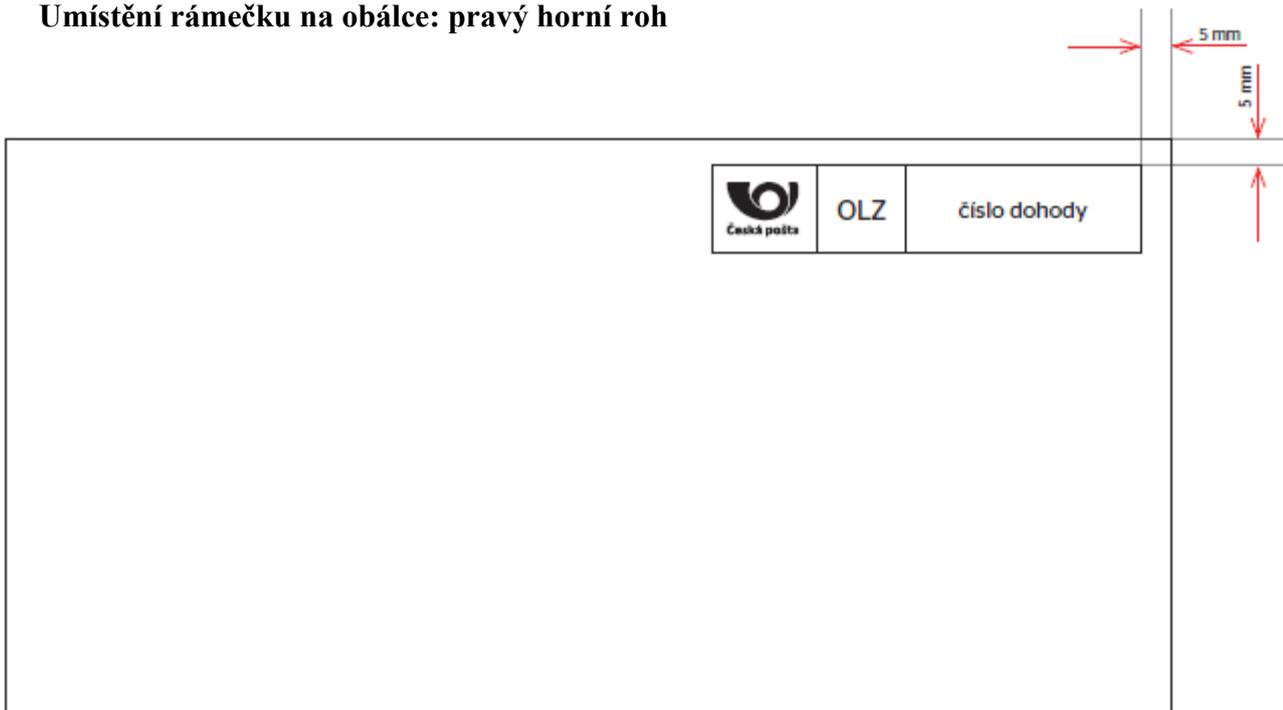 Umístění rámečku na obálce: pravý horní roh
5 mm
5 mm
Česká pošta
OLZ
číslo dohody